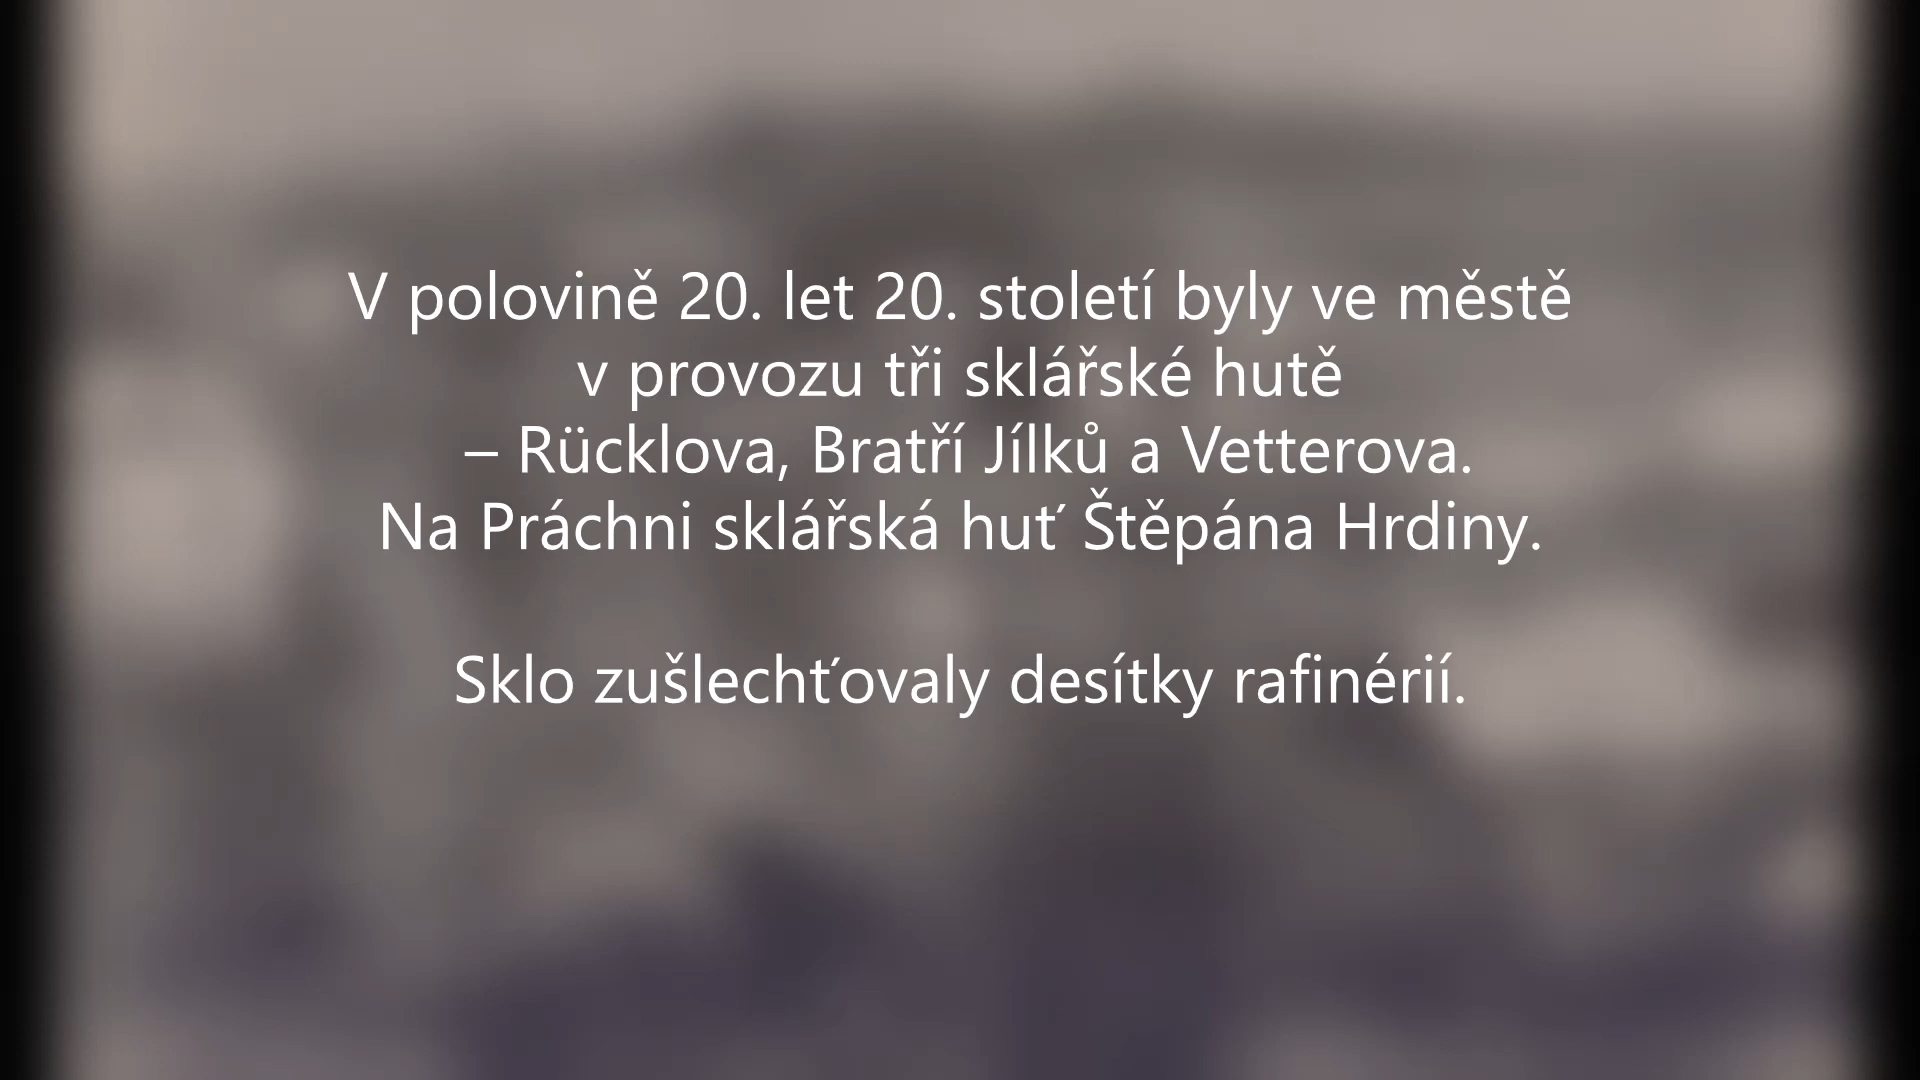 V polovině 20. let 20. století byly ve městě
v provozu tři sklářské hutě
– Rücklova, Bratří Jílků a Vetterova.
Na Práchni sklářská huť Štěpána Hrdiny.
Sklo zušlechťovaly desítky rafinérií.